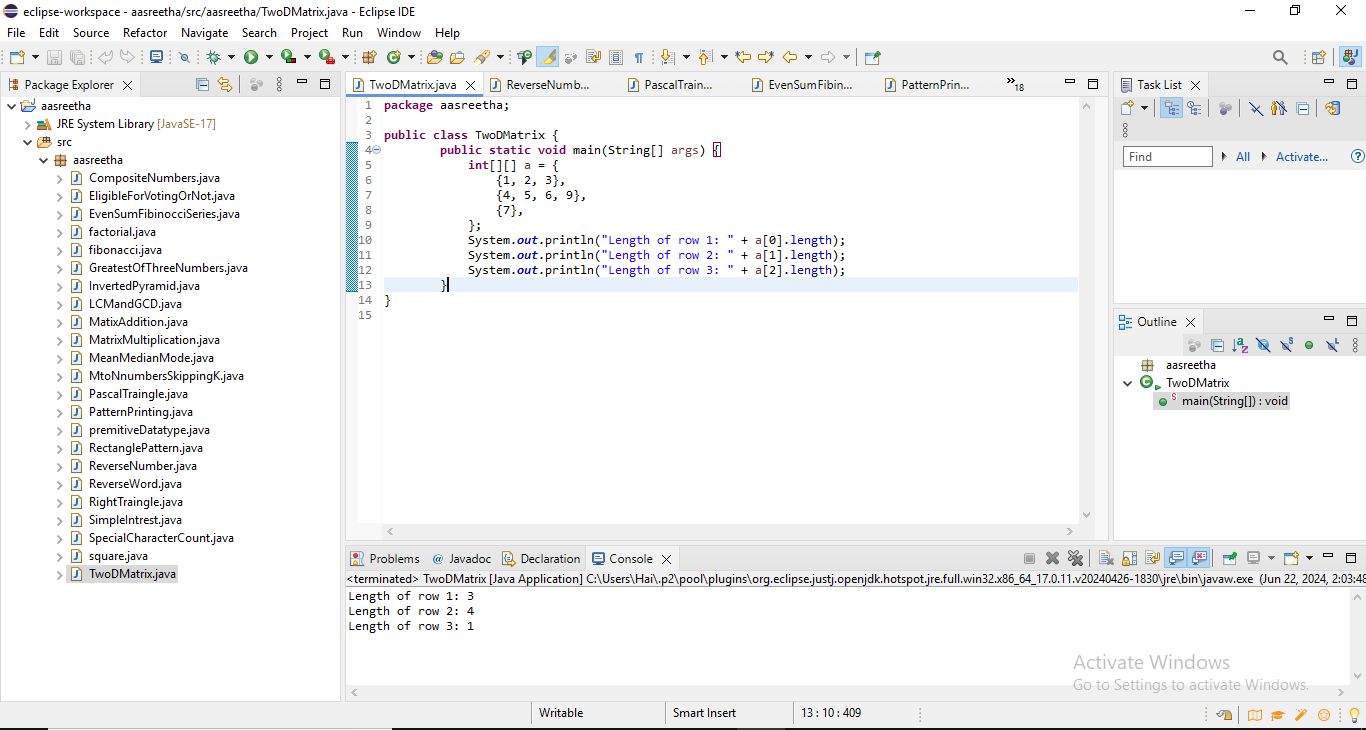 eclipse-workspace - aasreetha/src/aasreetha/TwoDMatrix.java - Eclipse IDE
File Edit Source Refactor Navigate Search Project Run Window Help
Package Explorer
aasreetha
JRE System Library [JavaSE-17]
src
aasreetha
CompositeNumbers.java
EligibleForVotingOrNot.java
EvenSumFibinocciSeries.java
factorial.java
fibonacci.java
GreatestOfThreeNumbers.java
InvertedPyramid.java
LCMandGCD.java
MatixAddition.java
MatrixMultiplication.java
MeanMedianMode.java
MtoNnumbersSkippingK.java
PascalTraingle.java
PatternPrinting.java
premitiveDatatype.java
RectanglePattern.java
ReverseNumber.java
ReverseWord.java
RightTraingle.java
SimpleIntrest.java
SpecialCharacterCount.java
square.java
TwoDMatrix.java
TwoDMatrix.java ReverseNumb... PascalTrain... EvenSumFibin... PatternPrin... »18
1 package aasreetha;
2
3 public class TwoDMatrix {
4 public static void main(String[] args) {
5 int[][] a = {
6 {1, 2, 3},
7 {4, 5, 6, 9},
8 {7},
9 };
10 System.out.println("Length of row 1: " + a[0].length);
11 System.out.println("Length of row 2: " + a[1].length);
12 System.out.println("Length of row 3: " + a[2].length);
13 }
14 }
15
Task List
Find All Activate...
Outline
aasreetha
TwoDMatrix
main(String[]) : void
Problems Javadoc Declaration Console
<terminated> TwoDMatrix [Java Application] C:\Users\Hai\.p2\pool\plugins\org.eclipse.justj.openjdk.hotspot.jre.full.win32.x86_64_17.0.11.v20240426-1830\jre\bin\javaw.exe (Jun 22, 2024, 2:03:48
Length of row 1: 3
Length of row 2: 4
Length of row 3: 1
Activate Windows
Go to Settings to activate Windows.
Writable Smart Insert 13 : 10 : 409